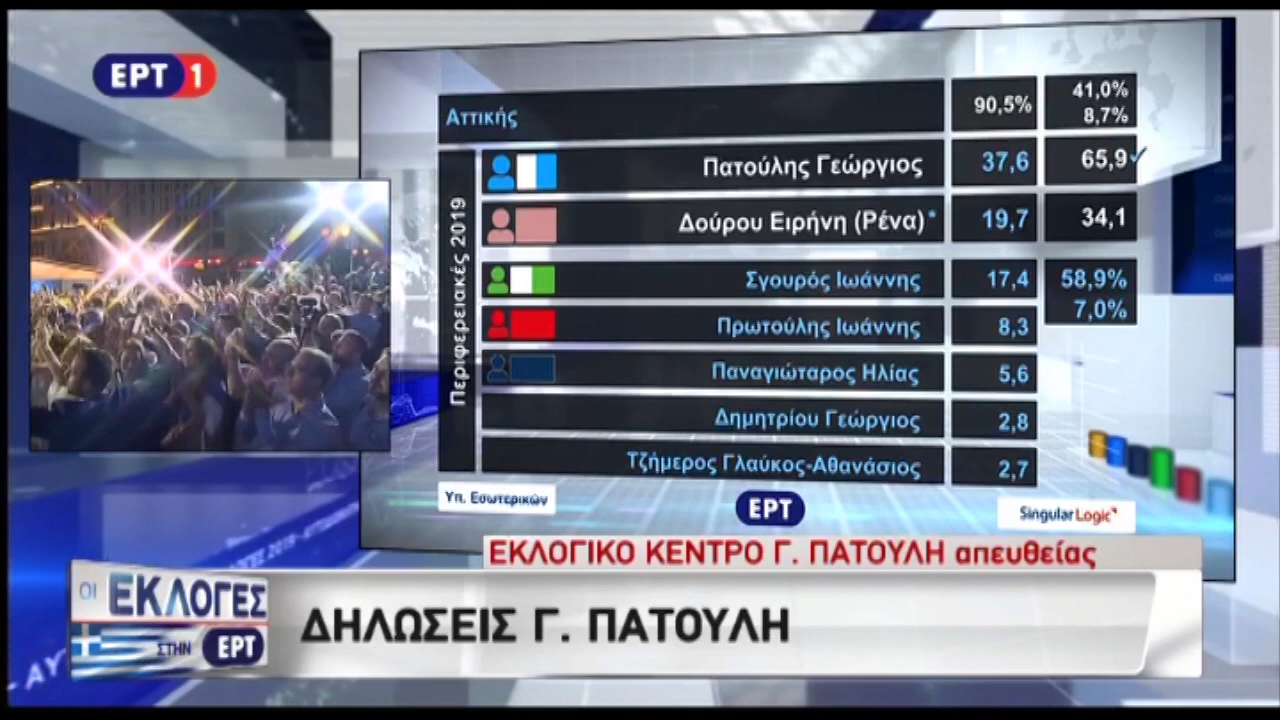 ΕΡΤ 1
Αττικής 90,5% 41,0%
8,7%
Περιφερειακές 2019
Πατούλης Γεώργιος 37,6 65,9✓
Δούρου Ειρήνη (Ρένα)* 19,7 34,1
Σγουρός Ιωάννης 17,4 58,9%
7,0%
Πρωτούλης Ιωάννης 8,3
Παναγιώταρος Ηλίας 5,6
Δημητρίου Γεώργιος 2,8
Τζήμερος Γλαύκος-Αθανάσιος 2,7
Υπ. Εσωτερικών ΕΡΤ SingularLogic
ΕΚΛΟΓΙΚΟ ΚΕΝΤΡΟ Γ. ΠΑΤΟΥΛΗ απευθείας
ΟΙ ΕΚΛΟΓΕΣ
ΣΤΗΝ ΕΡΤ
ΔΗΛΩΣΕΙΣ Γ. ΠΑΤΟΥΛΗ